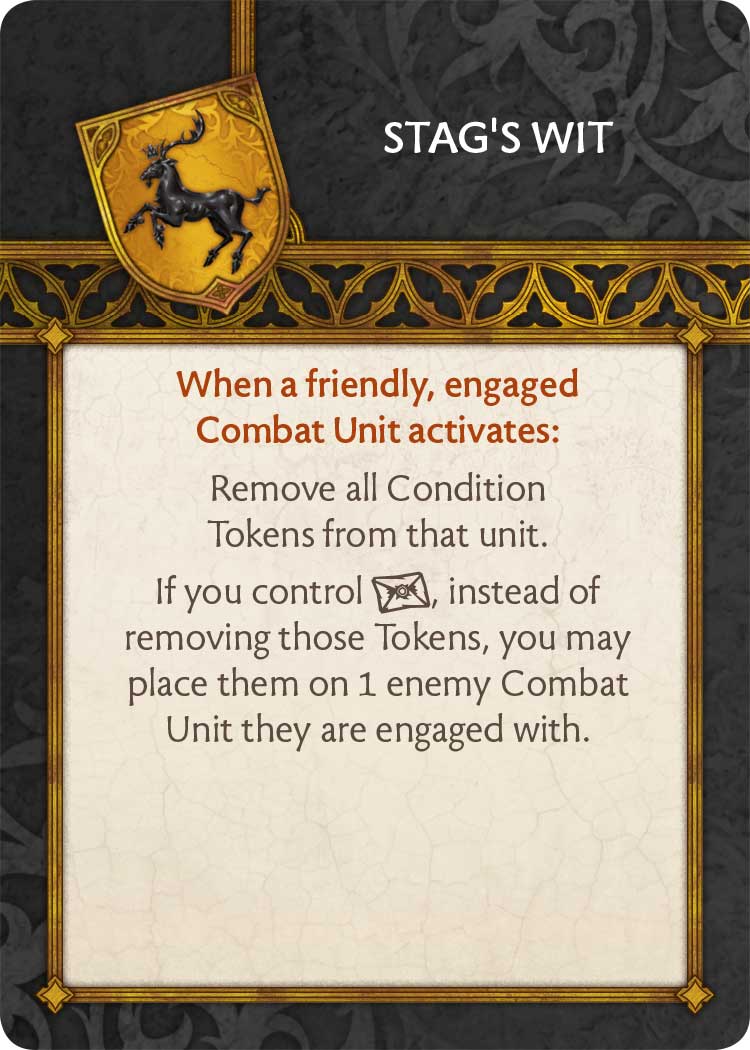 STAG'S WIT
When a friendly, engaged
Combat Unit activates:
Remove all Condition
Tokens from that unit.
If you control , instead of
removing those Tokens, you may
place them on 1 enemy Combat
Unit they are engaged with.